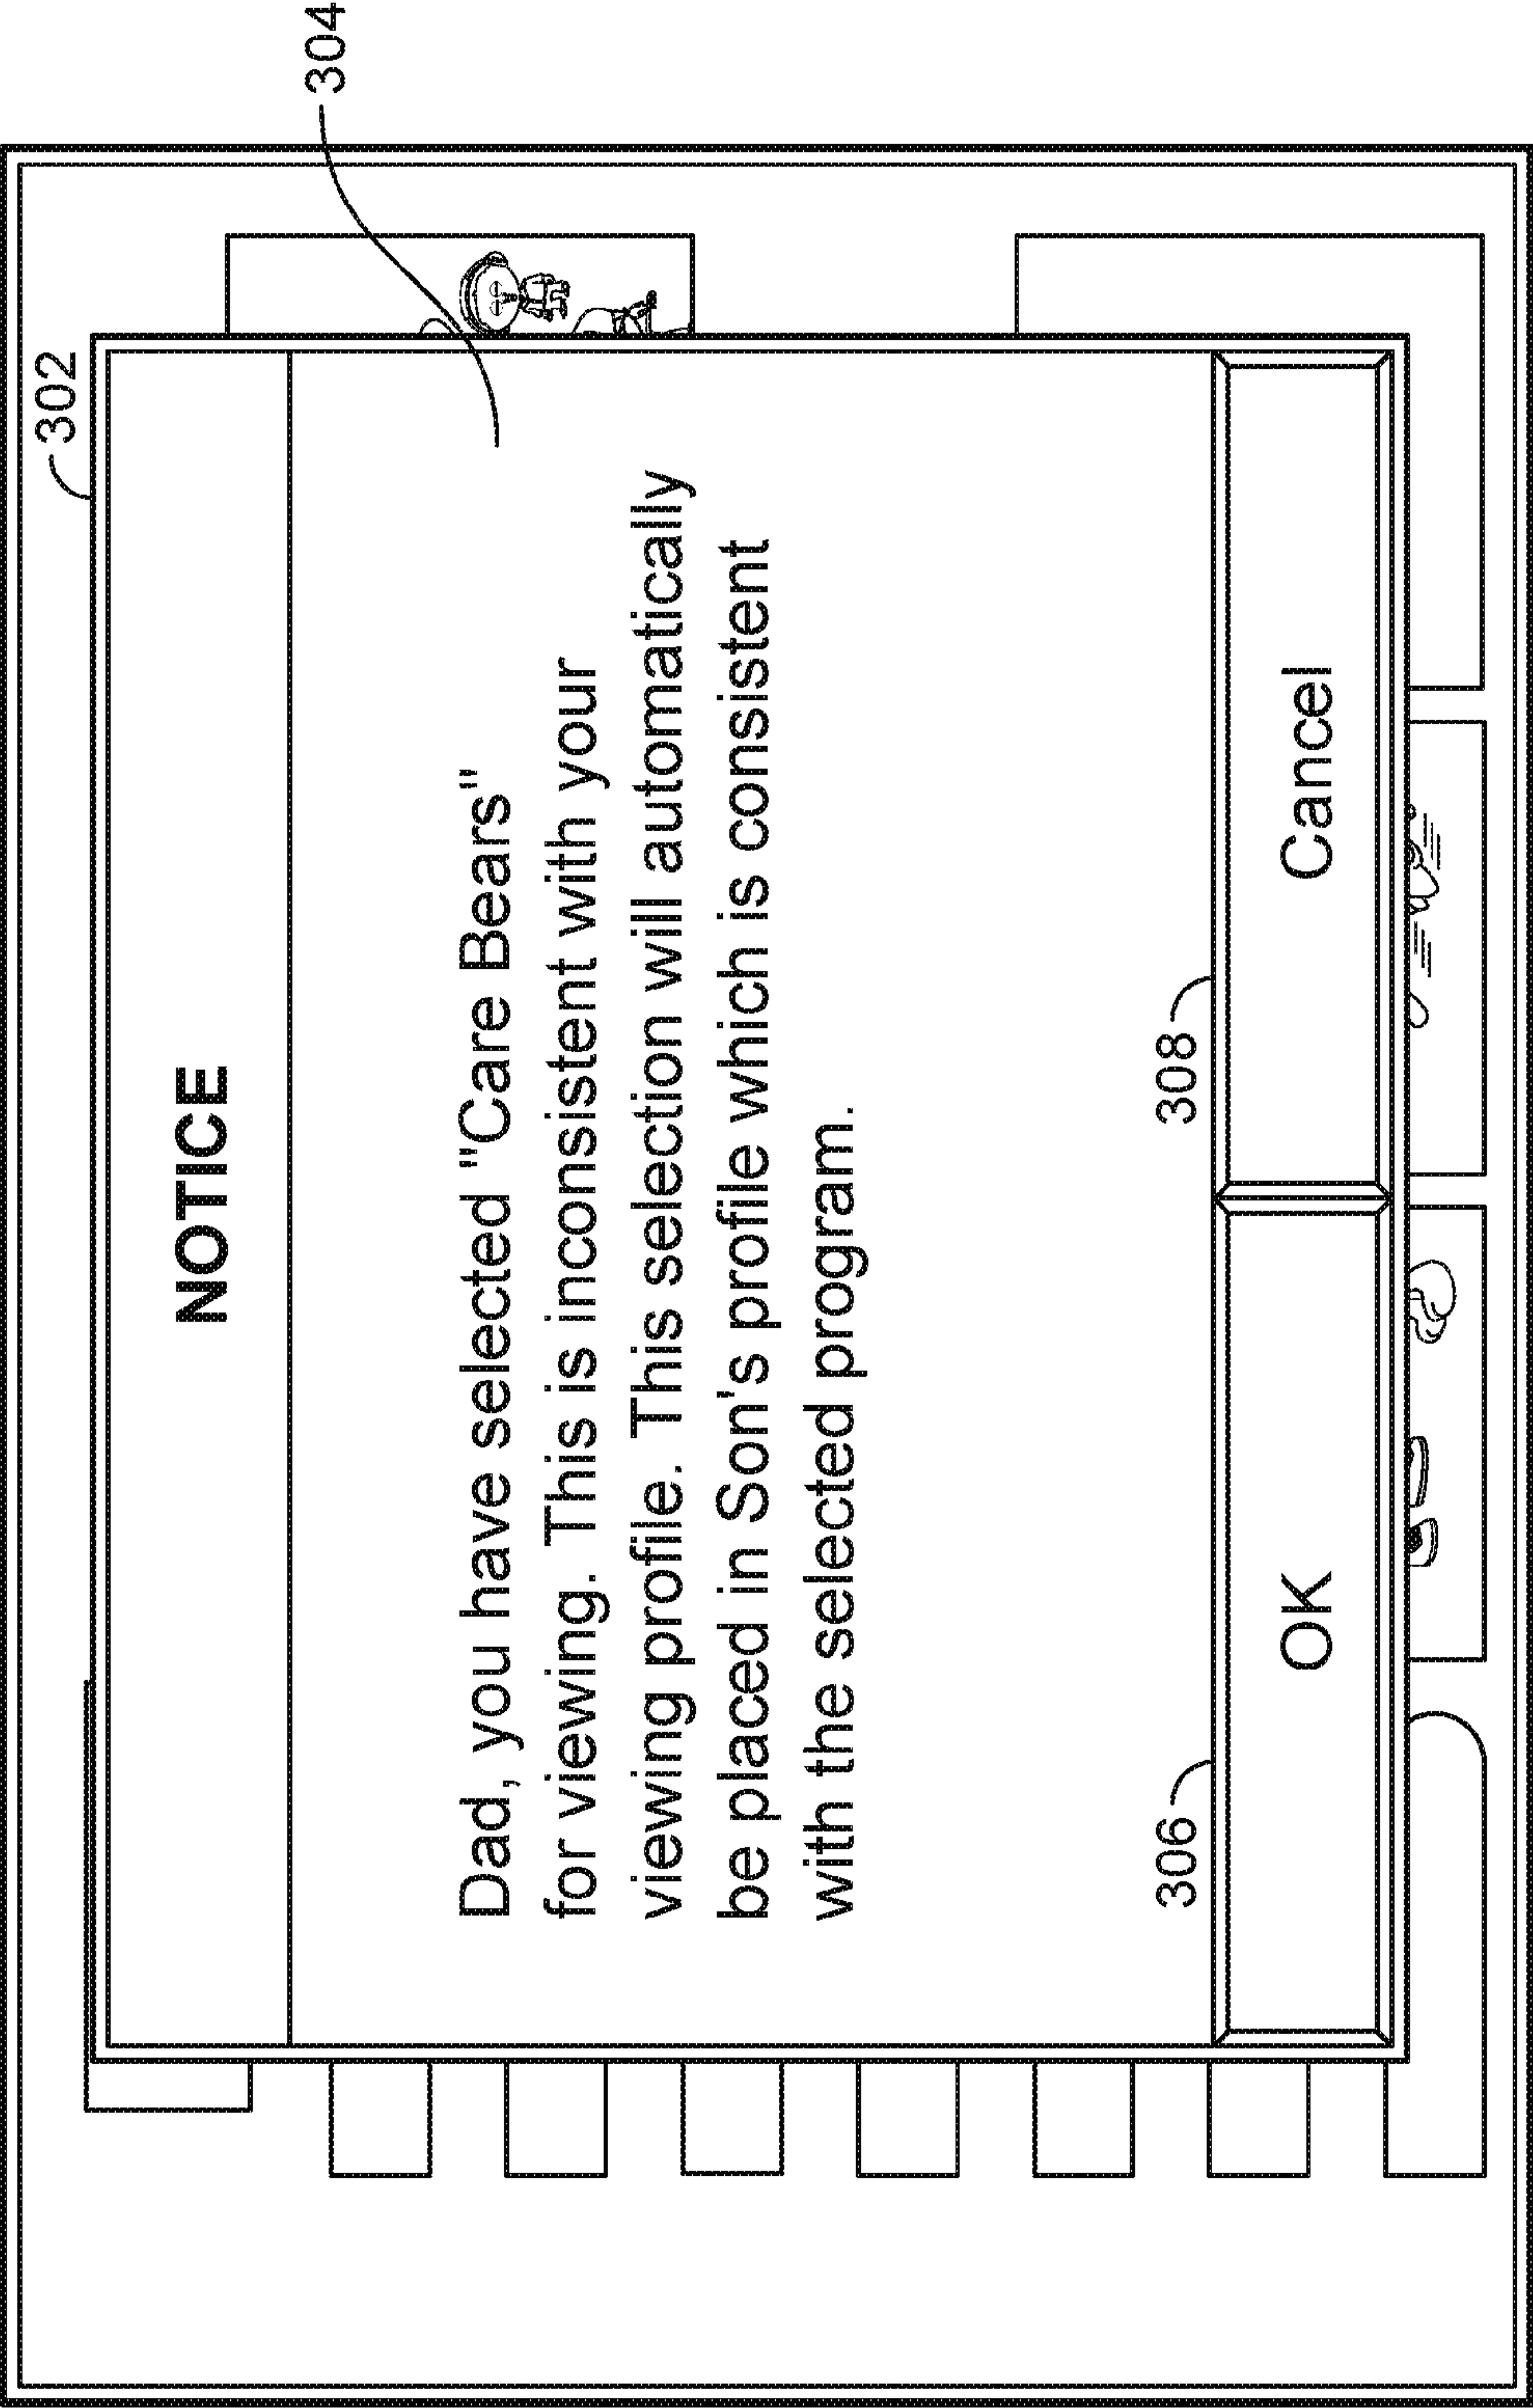 304
302
NOTICE
Dad, you have selected "Care Bears"
for viewing. This is inconsistent with your
viewing profile. This selection will automatically
be placed in Son's profile which is consistent
with the selected program.
306
308
OK
Cancel